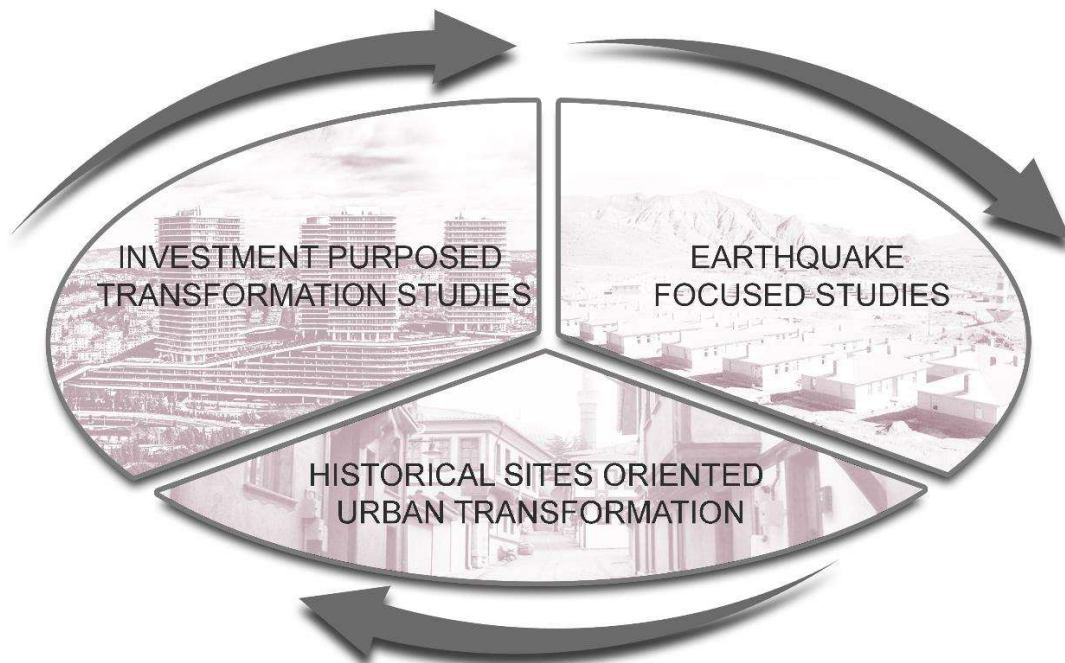 INVESTMENT PURPOSED
TRANSFORMATION STUDIES
EARTHQUAKE
FOCUSED STUDIES
HISTORICAL SITES ORIENTED
URBAN TRANSFORMATION